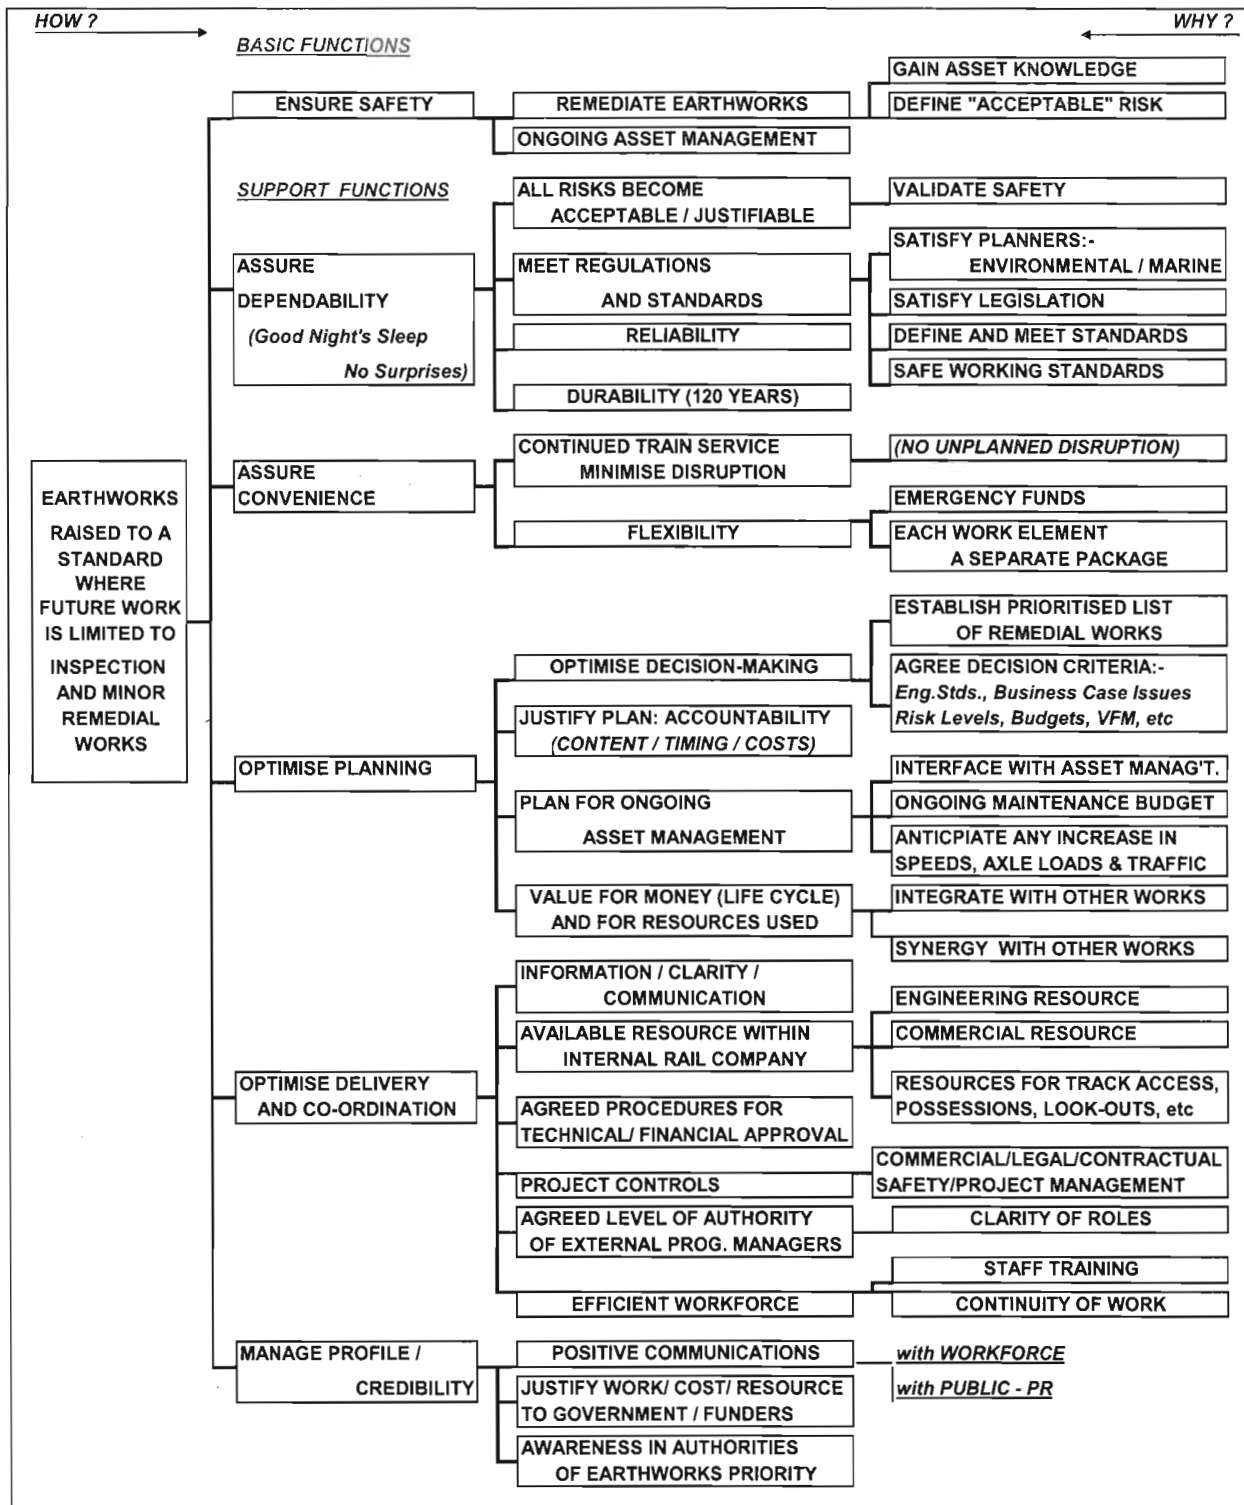 HOW ?
WHY ?
BASIC FUNCTIONS
GAIN ASSET KNOWLEDGE
ENSURE SAFETY
REMEDIATE EARTHWORKS
DEFINE "ACCEPTABLE" RISK
ONGOING ASSET MANAGEMENT
SUPPORT FUNCTIONS
ALL RISKS BECOME
ACCEPTABLE / JUSTIFIABLE
VALIDATE SAFETY
ASSURE
DEPENDABILITY
(Good Night's Sleep
No Surprises)
MEET REGULATIONS
AND STANDARDS
SATISFY PLANNERS:-
ENVIRONMENTAL / MARINE
SATISFY LEGISLATION
DEFINE AND MEET STANDARDS
SAFE WORKING STANDARDS
RELIABILITY
DURABILITY (120 YEARS)
EARTHWORKS
RAISED TO A
STANDARD
WHERE
FUTURE WORK
IS LIMITED TO
INSPECTION
AND MINOR
REMEDIAL
WORKS
ASSURE
CONVENIENCE
CONTINUED TRAIN SERVICE
MINIMISE DISRUPTION
(NO UNPLANNED DISRUPTION)
FLEXIBILITY
EMERGENCY FUNDS
EACH WORK ELEMENT
A SEPARATE PACKAGE
OPTIMISE PLANNING
OPTIMISE DECISION-MAKING
ESTABLISH PRIORITISED LIST
OF REMEDIAL WORKS
AGREE DECISION CRITERIA:-
Eng.Stds., Business Case Issues
Risk Levels, Budgets, VFM, etc
JUSTIFY PLAN: ACCOUNTABILITY
(CONTENT / TIMING / COSTS)
PLAN FOR ONGOING
ASSET MANAGEMENT
INTERFACE WITH ASSET MANAG'T.
ONGOING MAINTENANCE BUDGET
ANTICPIATE ANY INCREASE IN
SPEEDS, AXLE LOADS & TRAFFIC
VALUE FOR MONEY (LIFE CYCLE)
AND FOR RESOURCES USED
INTEGRATE WITH OTHER WORKS
SYNERGY WITH OTHER WORKS
OPTIMISE DELIVERY
AND CO-ORDINATION
INFORMATION / CLARITY /
COMMUNICATION
AVAILABLE RESOURCE WITHIN
INTERNAL RAIL COMPANY
ENGINEERING RESOURCE
COMMERCIAL RESOURCE
RESOURCES FOR TRACK ACCESS,
POSSESSIONS, LOOK-OUTS, etc
AGREED PROCEDURES FOR
TECHNICAL/ FINANCIAL APPROVAL
PROJECT CONTROLS
COMMERCIAL/LEGAL/CONTRACTUAL
SAFETY/PROJECT MANAGEMENT
AGREED LEVEL OF AUTHORITY
OF EXTERNAL PROG. MANAGERS
CLARITY OF ROLES
EFFICIENT WORKFORCE
STAFF TRAINING
CONTINUITY OF WORK
MANAGE PROFILE /
CREDIBILITY
POSITIVE COMMUNICATIONS
with WORKFORCE
with PUBLIC - PR
JUSTIFY WORK/ COST/ RESOURCE
TO GOVERNMENT / FUNDERS
AWARENESS IN AUTHORITIES
OF EARTHWORKS PRIORITY